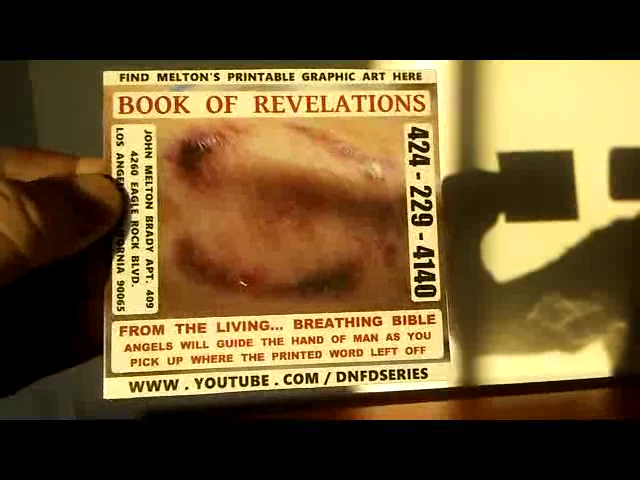 FIND MELTON'S PRINTABLE GRAPHIC ART HERE
BOOK OF REVELATIONS
JOHN MELTON BRADY APT. 409
4260 EAGLE ROCK BLVD.
LOS 90065
424 - 229 - 4140
FROM THE LIVING... BREATHING BIBLE
ANGELS WILL GUIDE THE HAND OF MAN AS YOU
PICK UP WHERE THE PRINTED WORD LEFT OFF
WWW . YOUTUBE . COM / DNFDSERIES